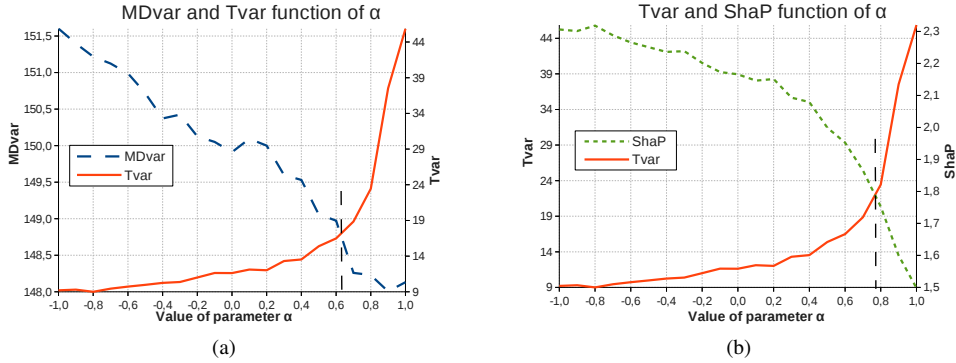 MDvar and Tvar function of α
151,5
151,0
150,5
150,0
149,5
149,0
148,5
148,0
MDvar
44
39
34
29
24
19
14
9
Tvar
MDvar
Tvar
-1,0 -0,8 -0,6 -0,4 -0,2 0,0 0,2 0,4 0,6 0,8 1,0
Value of parameter α
(a)
Tvar and ShaP function of α
44
39
34
29
24
19
14
9
Tvar
2,3
2,2
2,1
2,0
1,9
1,8
1,7
1,6
1,5
ShaP
ShaP
Tvar
-1,0 -0,8 -0,6 -0,4 -0,2 0,0 0,2 0,4 0,6 0,8 1,0
Value of parameter α
(b)